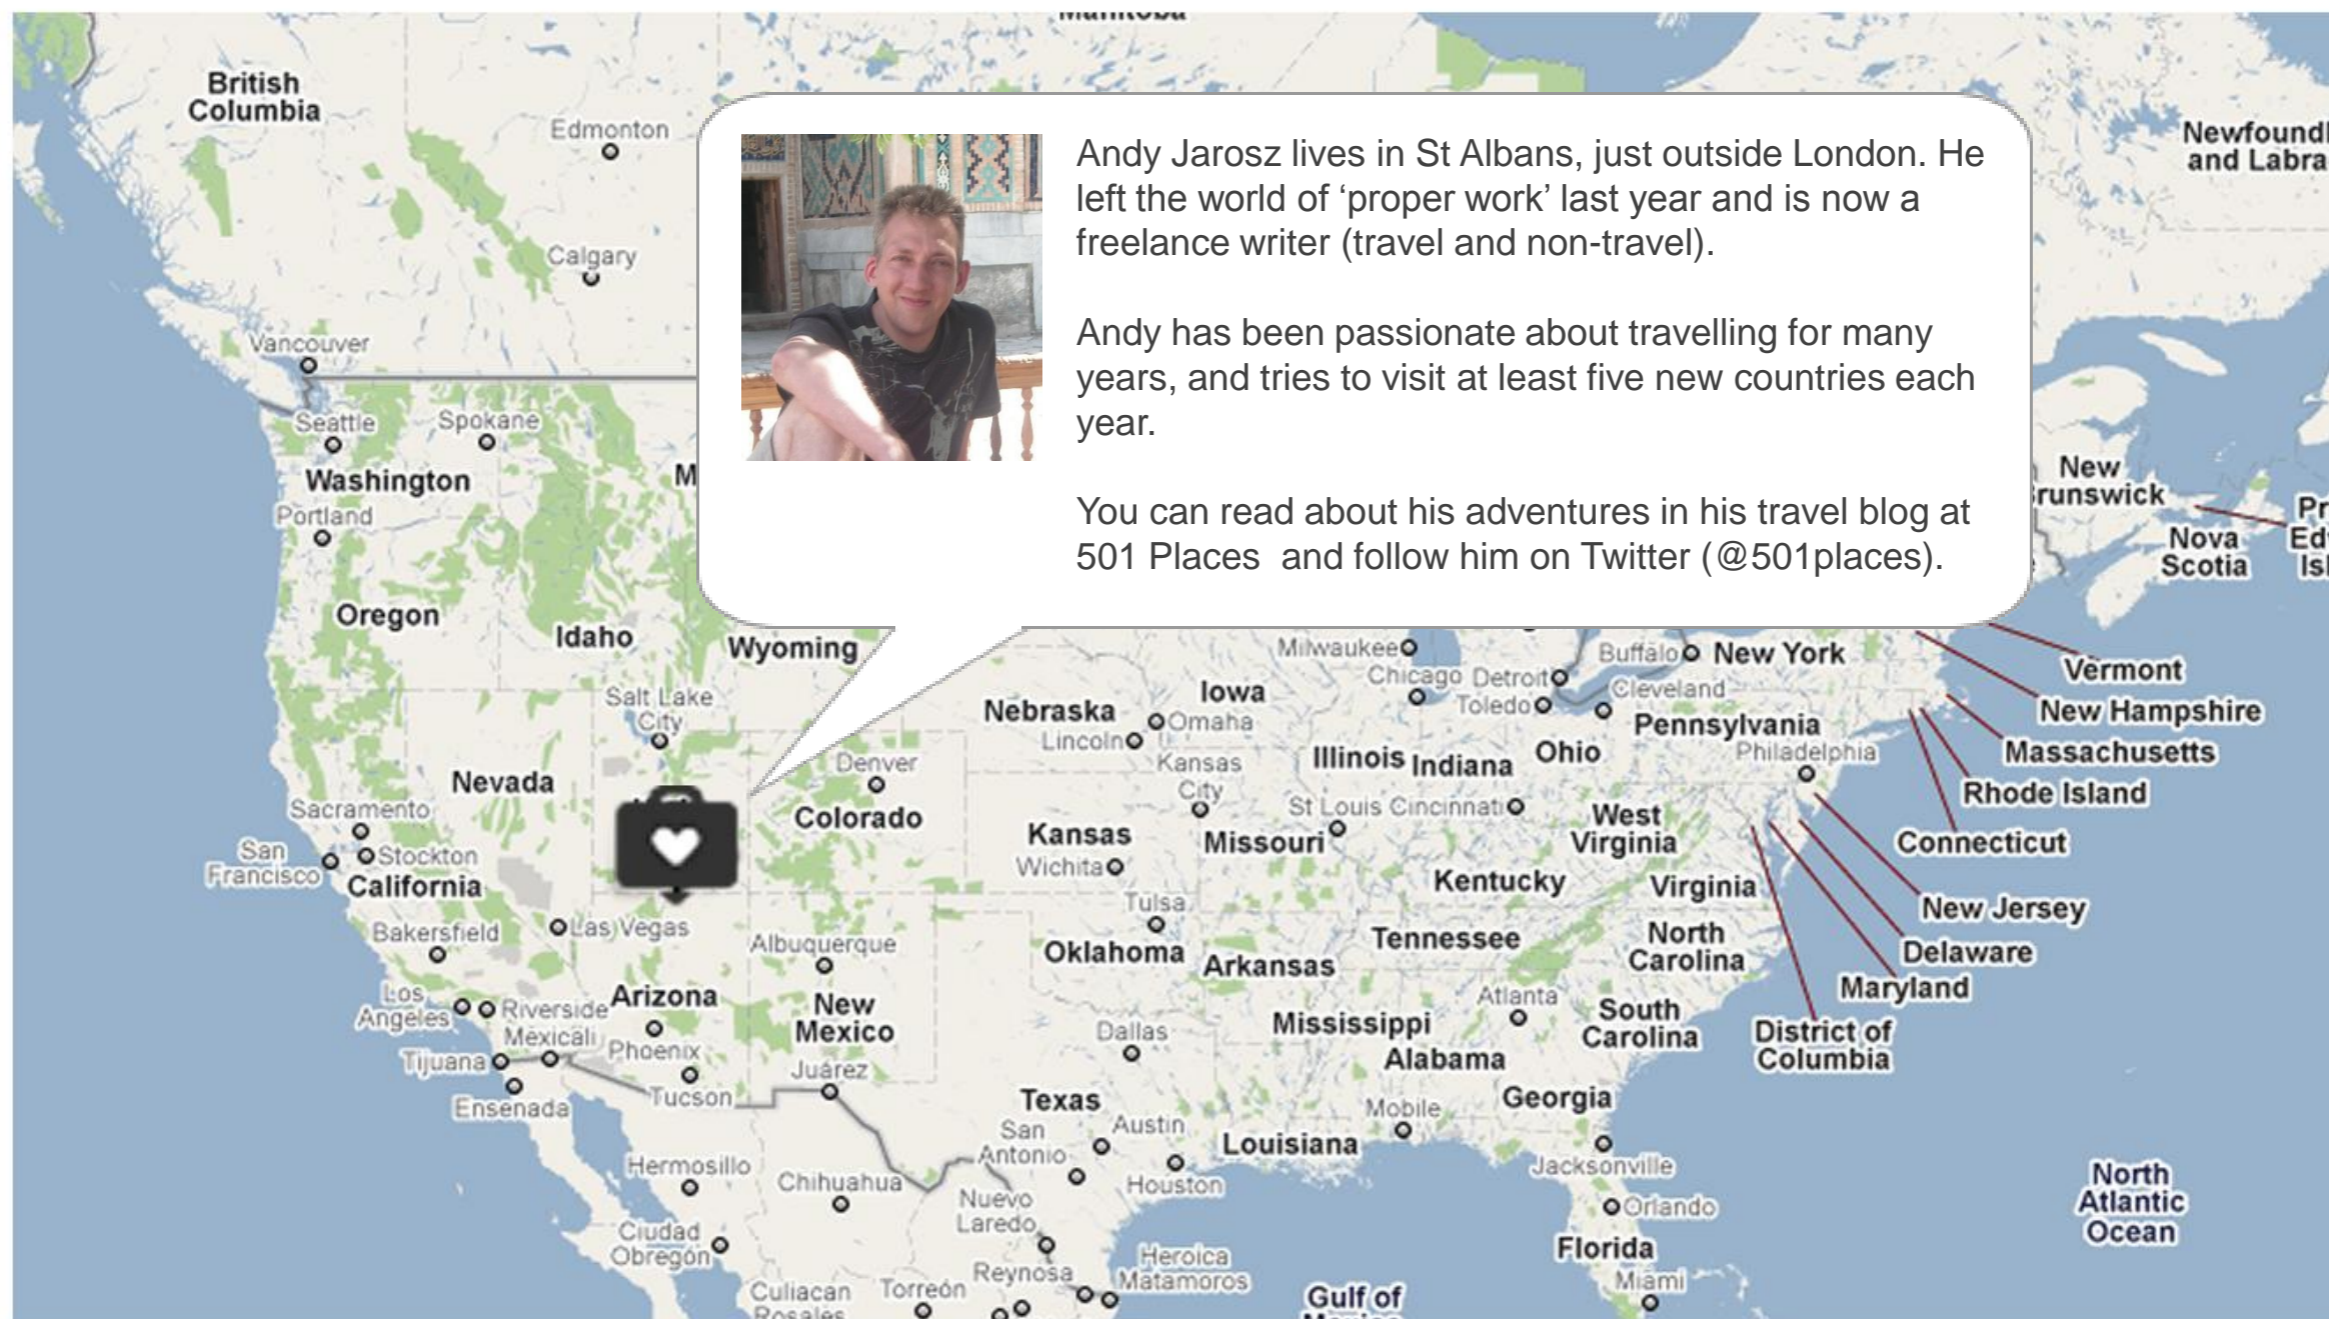 Manitoba
British
Columbia
Edmonton
Calgary
Vancouver
Andy Jarosz lives in St Albans, just outside London. He
left the world of ‘proper work’ last year and is now a
freelance writer (travel and non-travel).
Andy has been passionate about travelling for many
years, and tries to visit at least five new countries each
year.
You can read about his adventures in his travel blog at
501 Places  and follow him on Twitter (@501places).
Newfoundl
and Labra
Seattle
Spokane
Washington
M
Portland
Oregon
Idaho
Wyoming
New
runswick
Nova
Scotia
Pr
Ed
Isl
Milwaukee
Buffalo
New York
Vermont
Chicago
Detroit
Salt Lake
City
Iowa
Toledo
Cleveland
New Hampshire
Nebraska
Omaha
Lincoln
Pennsylvania
Philadelphia
Massachusetts
Nevada
Denver
Kansas
City
Illinois
Indiana
Ohio
Rhode Island
Sacramento
Colorado
St Louis
Cincinnati
West
Virginia
Connecticut
San
Francisco
Stockton
California
Kansas
Wichita
Missouri
Kentucky
Virginia
New Jersey
Bakersfield
Las Vegas
Albuquerque
Tulsa
Oklahoma
Arkansas
Tennessee
North
Carolina
Delaware
Los
Angeles
Riverside
Arizona
New
Mexico
Atlanta
South
Carolina
Maryland
Mexicali
Tijuana
Phoenix
Dallas
Mississippi
Alabama
District of
Columbia
Ensenada
Tucson
Juárez
Texas
Austin
San
Antonio
Houston
Louisiana
Mobile
Georgia
Jacksonville
Hermosillo
Chihuahua
Nuevo
Laredo
Orlando
North
Atlantic
Ocean
Ciudad
Obregón
Reynosa
Heroica
Matamoros
Florida
Miami
Culiacan
Rosales
Torreón
Gulf of
Mexico